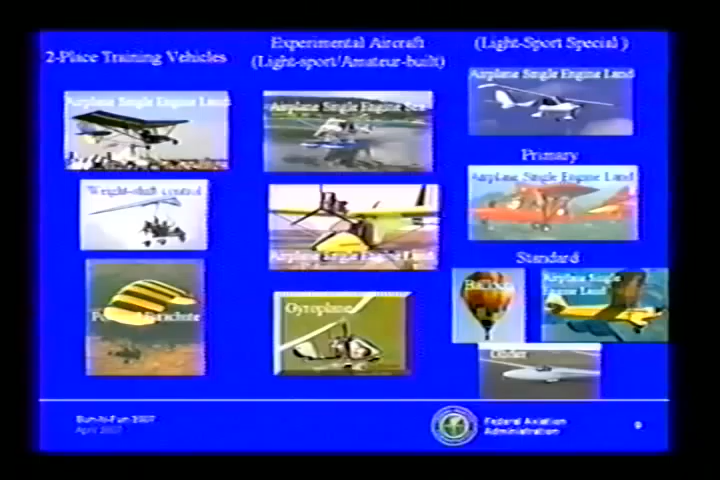 2-Place Training Vehicles
Airplane Single Engine Land
Weight-shift control
Powered Parachute
Experimental Aircraft
(Light-sport/Amateur-built)
Airplane Single Engine Sea
Airplane Single Engine Land
Gyroplane
(Light-Sport Special )
Airplane Single Engine Land
Primary
Airplane Single Engine Land
Standard
Balloon
Airplane Single
Engine Land
Glider
Sun-N-Fun 2007
April 2007
Federal Aviation
Administration
9